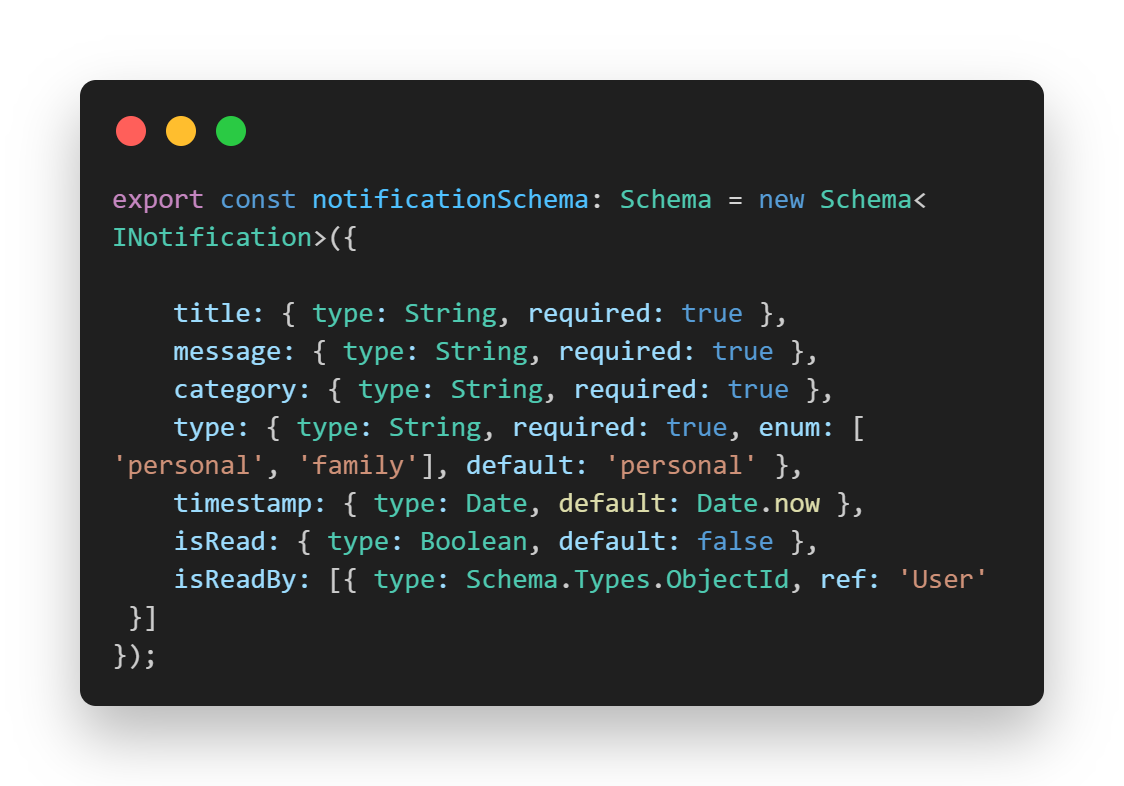 export const notificationSchema: Schema = new Schema<
INotification>({
    title: { type: String, required: true },
    message: { type: String, required: true },
    category: { type: String, required: true },
    type: { type: String, required: true, enum: [
'personal', 'family'], default: 'personal' },
    timestamp: { type: Date, default: Date.now },
    isRead: { type: Boolean, default: false },
    isReadBy: [{ type: Schema.Types.ObjectId, ref: 'User'
 }]
});